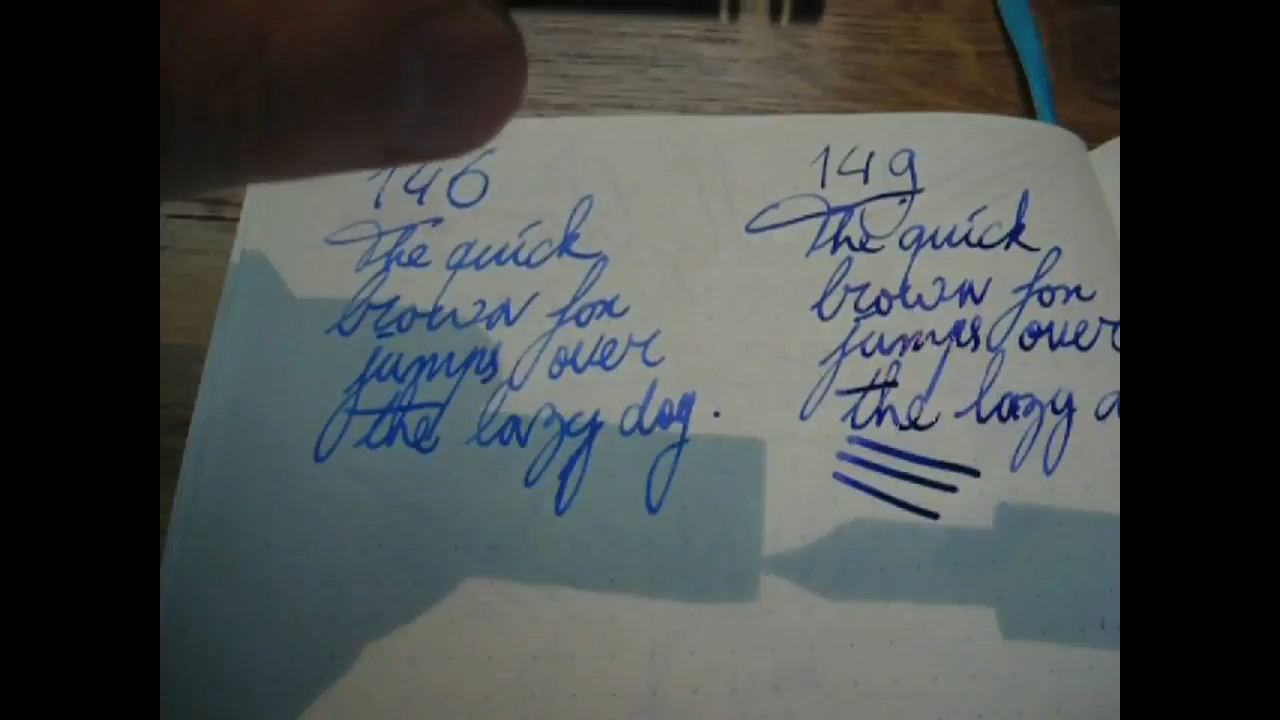 146
The quick
brown fox
jumps over
the lazy dog.
149
The quick
brown fox
jumps over
the lazy d